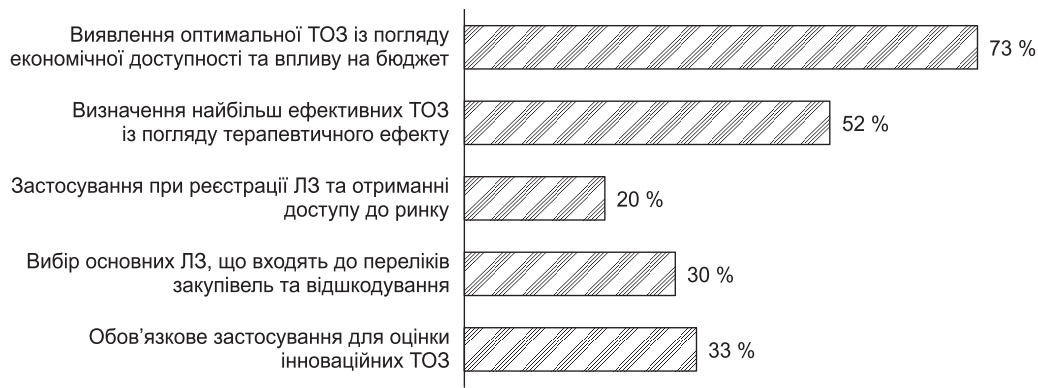 Виявлення оптимальної ТОЗ із погляду
економічної доступності та впливу на бюджет
73 %
Визначення найбільш ефективних ТОЗ
із погляду терапевтичного ефекту
52 %
Застосування при реєстрації ЛЗ та отриманні
доступу до ринку
20 %
Вибір основних ЛЗ, що входять до переліків
закупівель та відшкодування
30 %
Обов’язкове застосування для оцінки
інноваційних ТОЗ
33 %